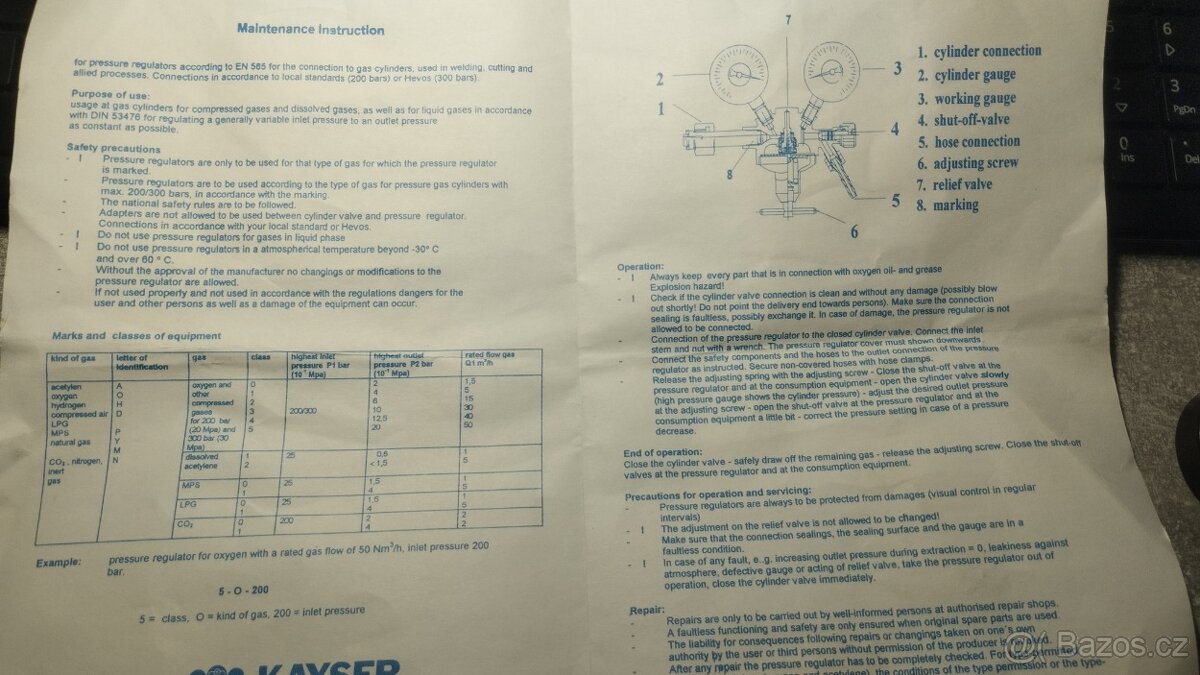 Maintenance instruction
for pressure regulators according to EN 585 for the connection to gas cylinders, used in welding, cutting and
allied processes. Connections in accordance to local standards (200 bars) or Hevos (300 bars).
Purpose of use:
usage at gas cylinders for compressed gases and dissolved gases, as well as for liquid gases in accordance
with DIN 53476 for regulating a generally variable inlet pressure to an outlet pressure
as constant as possible.
Safety precautions
- ! Pressure regulators are only to be used for that type of gas for which the pressure regulator
is marked.
- Pressure regulators are to be used according to the type of gas for pressure gas cylinders with
max. 200/300 bars, in accordance with the marking.
- The national safety rules are to be followed.
- Adapters are not allowed to be used between cylinder valve and pressure regulator.
Connections in accordance with your local standard or Hevos.
- ! Do not use pressure regulators for gases in liquid phase
- ! Do not use pressure regulators in a atmospherical temperature beyond -30° C
and over 60 ° C.
- Without the approval of the manufacturer no changings or modifications to the
pressure regulator are allowed.
- If not used properly and not used in accordance with the regulations dangers for the
user and other persons as well as a damage of the equipment can occur.
Marks and classes of equipment
kind of gas letter of identification gas class highest inlet pressure P1 bar (10⁻¹ Mpa) highest outlet pressure P2 bar (10⁻¹ Mpa) rated flow gas Q1 m³/h
acetylen A oxygen and 0 2 1,5
oxygen O other 1 4 5
hydrogen H compressed 2 6 15
compressed air D gases 3 200/300 10 30
LPG for 200 bar 4 12,5 40
MPS P (20 Mpa) and 5 20 50
natural gas Y 300 bar (30 Mpa)
M
CO₂, nitrogen, N dissolved 1 25 0,8 1
inert acetylene 2 <1,5 5
gas
MPS 0 25 1,5 1
1 4 5
LPG 0 25 1,5 1
1 4 5
CO₂ 0 200 2 2
1 4 2
Example: pressure regulator for oxygen with a rated gas flow of 50 Nm³/h, inlet pressure 200
bar.
5 - O - 200
5 = class, O = kind of gas, 200 = inlet pressure
KAYSER
7
2
3
1
4
8
5
6
1. cylinder connection
2. cylinder gauge
3. working gauge
4. shut-off-valve
5. hose connection
6. adjusting screw
7. relief valve
8. marking
Operation:
- ! Always keep every part that is in connection with oxygen oil- and grease
Explosion hazard!
- ! Check if the cylinder valve connection is clean and without any damage (possibly blow
out shortly! Do not point the delivery end towards persons). Make sure the connection
sealing is faultless, possibly exchange it. In case of damage, the pressure regulator is not
allowed to be connected.
- Connection of the pressure regulator to the closed cylinder valve. Connect the inlet
stem and nut with a wrench. The pressure regulator cover must shown downwards
- Connect the safety components and the hoses to the outlet connection of the pressure
regulator as instructed. Secure non-covered hoses with hose clamps.
- Release the adjusting spring with the adjusting screw - Close the shut-off valve at the
pressure regulator and at the consumption equipment - open the cylinder valve slowly
(high pressure gauge shows the cylinder pressure) - adjust the desired outlet pressure
at the adjusting screw - open the shut-off valve at the pressure regulator and at the
consumption equipment a little bit - correct the pressure setting in case of a pressure
decrease.
End of operation:
Close the cylinder valve - safely draw off the remaining gas - release the adjusting screw. Close the shut-off
valves at the pressure regulator and at the consumption equipment.
Precautions for operation and servicing:
- Pressure regulators are always to be protected from damages (visual control in regular
intervals)
- ! The adjustment on the relief valve is not allowed to be changed!
- Make sure that the connection sealings, the sealing surface and the gauge are in a
faultless condition.
- ! In case of any fault, e..g. increasing outlet pressure during extraction = 0, leakiness against
atmosphere, defective gauge or acting of relief valve, take the pressure regulator out of
operation, close the cylinder valve immediately.
Repair:
- Repairs are only to be carried out by well-informed persons at authorised repair shops.
- A faultless functioning and safety are only ensured when original spare parts are used.
- The liability for consequences following repairs or changings taken on one´s own
authority by the user or third persons without permission of the producer is revoked.
- After any repair the pressure regulator has to be completely checked. For
acetylene), the conditions of the type permission or the type-
6
3
PgDn
0
Ins
Del
Bazos.cz